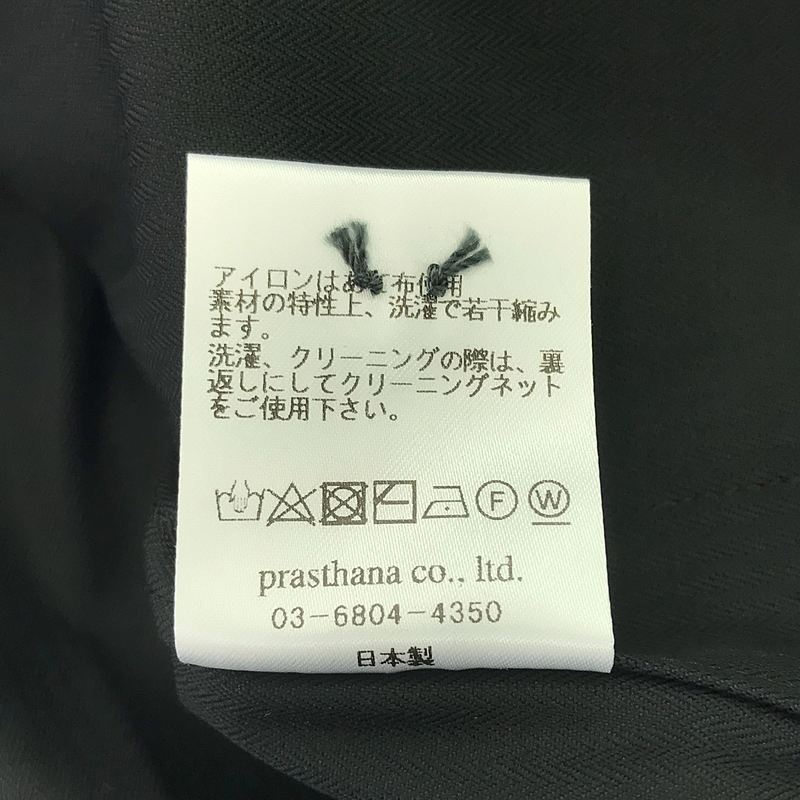 アイロンはあて布使用
素材の特性上、洗濯で若干縮み
ます。
洗濯、クリーニングの際は、裏
返しにしてクリーニングネット
をご使用下さい。
F W
prasthana co., ltd.
03-6804-4350
日本製